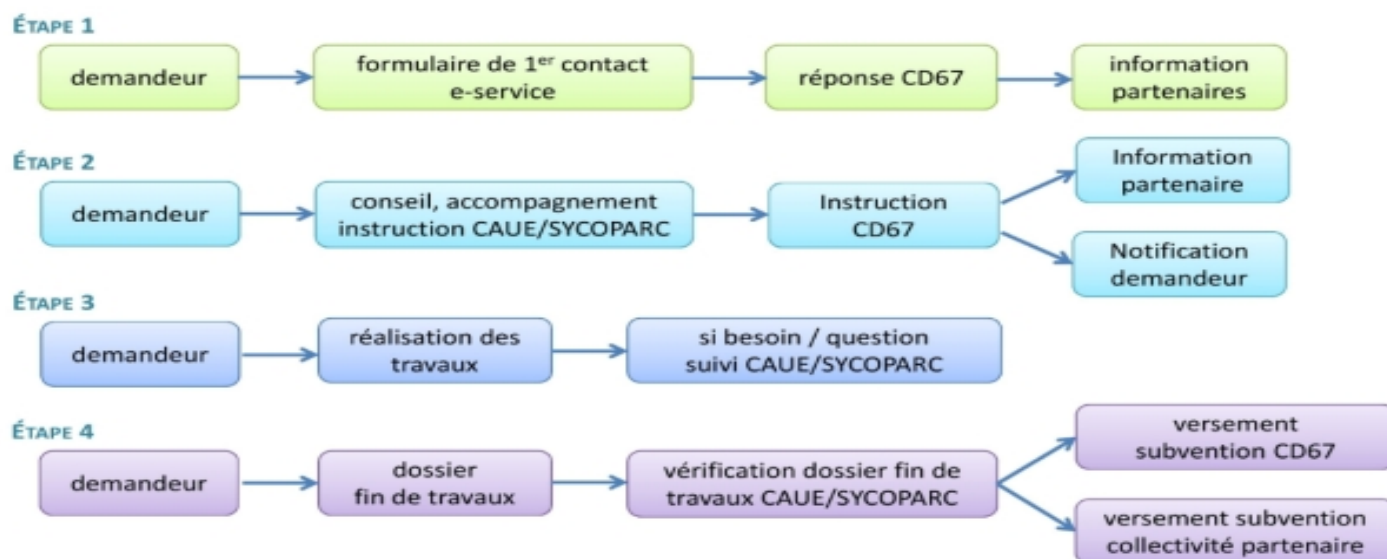 ÉTAPE 1
demandeur
formulaire de 1er contact
e-service
réponse CD67
information
partenaires
ÉTAPE 2
demandeur
conseil, accompagnement
instruction CAUE/SYCOPARC
Instruction
CD67
Information
partenaire
Notification
demandeur
ÉTAPE 3
demandeur
réalisation des
travaux
si besoin / question
suivi CAUE/SYCOPARC
ÉTAPE 4
demandeur
dossier
fin de travaux
vérification dossier fin de
travaux CAUE/SYCOPARC
versement
subvention CD67
versement subvention
collectivité partenaire